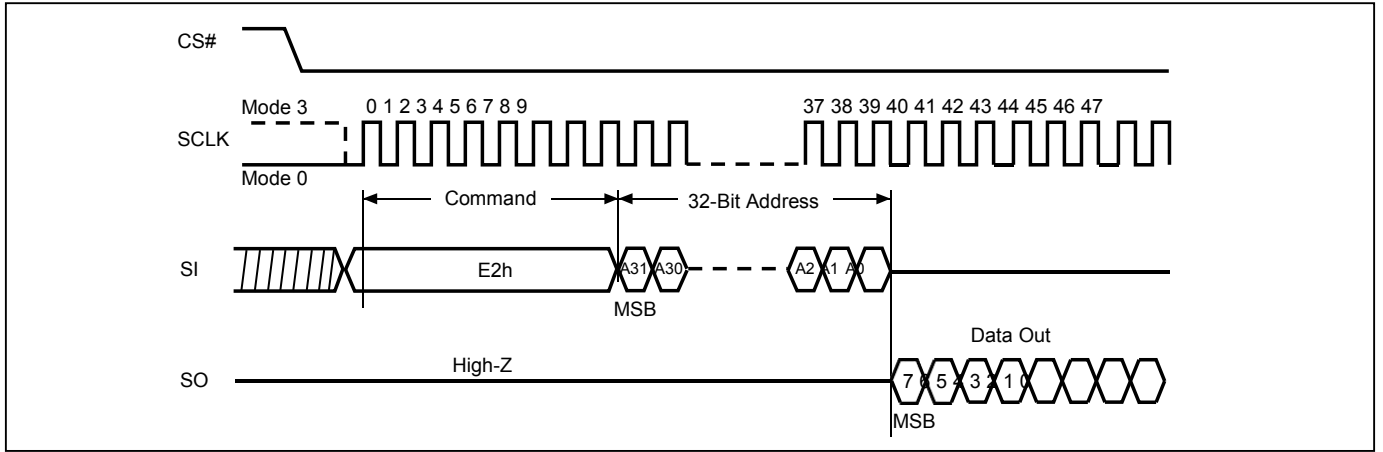 CS#
Mode 3
0 1 2 3 4 5 6 7 8 9
37 38 39 40 41 42 43 44 45 46 47
SCLK
Mode 0
Command
32-Bit Address
SI
E2h
A31 A30
A2 A1 A0
MSB
Data Out
High-Z
SO
7 6 5 4 3 2 1 0
MSB